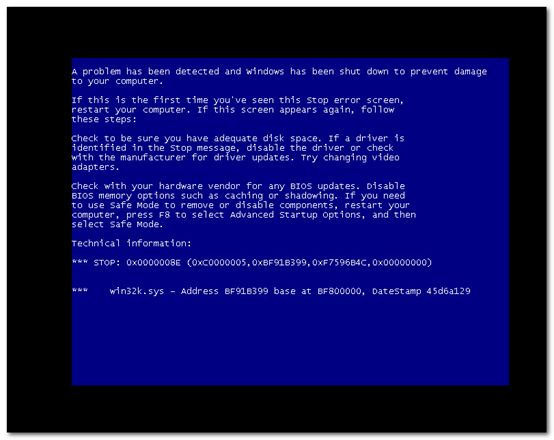 A problem has been detected and Windows has been shut down to prevent damage
to your computer.
If this is the first time you've seen this Stop error screen,
restart your computer. If this screen appears again, follow
these steps:
Check to be sure you have adequate disk space. If a driver is
identified in the Stop message, disable the driver or check
with the manufacturer for driver updates. Try changing video
adapters.
Check with your hardware vendor for any BIOS updates. Disable
BIOS memory options such as caching or shadowing. If you need
to use Safe Mode to remove or disable components, restart your
computer, press F8 to select Advanced Startup Options, and then
select Safe Mode.
Technical information:
*** STOP: 0x0000008E (0xC0000005,0xBF91B399,0xF7596B4C,0x00000000)
***    win32k.sys - Address BF91B399 base at BF800000, DateStamp 45d6a129